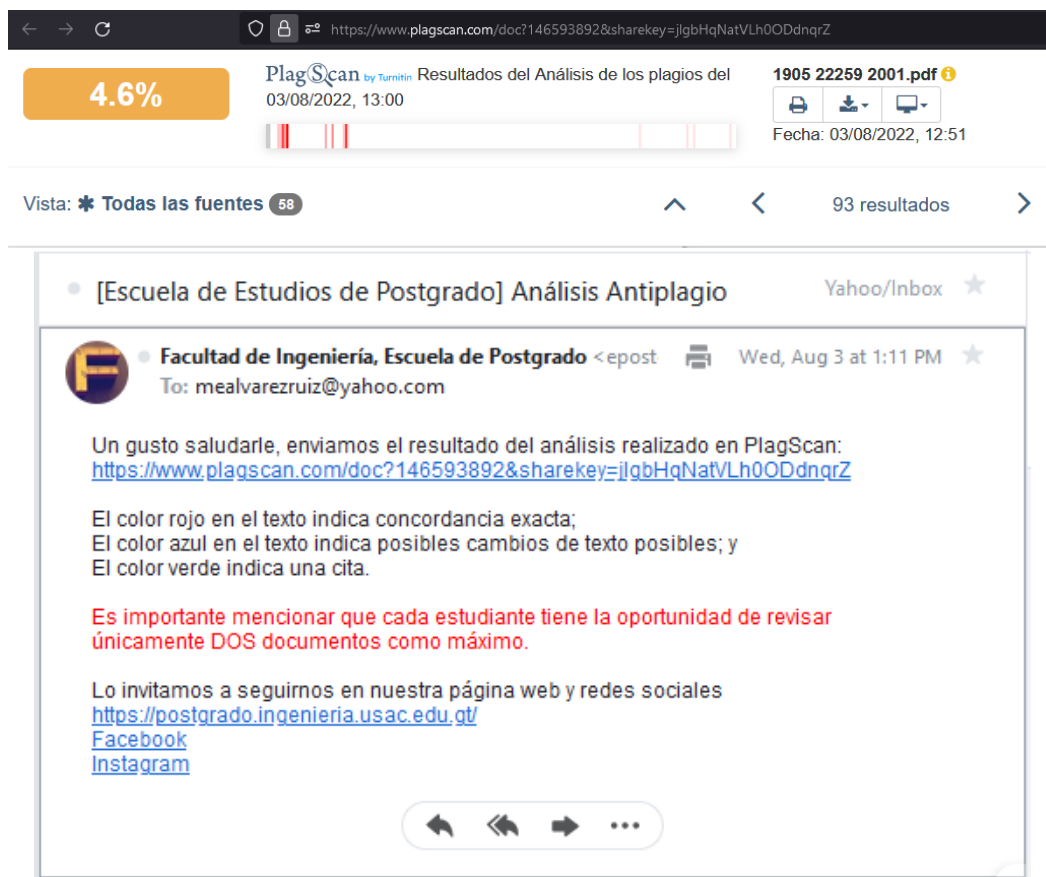 https://www.plagscan.com/doc?146593892&sharekey=jlgbHqNatVLh0ODdnqrZ
4.6%
PlagScan by Turnitin Resultados del Análisis de los plagios del
03/08/2022, 13:00
1905 22259 2001.pdf
Fecha: 03/08/2022, 12:51
Vista: ✱ Todas las fuentes 58
93 resultados
[Escuela de Estudios de Postgrado] Análisis Antiplagio
Yahoo/Inbox
Facultad de Ingeniería, Escuela de Postgrado <epost
Wed, Aug 3 at 1:11 PM
To: mealvarezruiz@yahoo.com
Un gusto saludarle, enviamos el resultado del análisis realizado en PlagScan:
https://www.plagscan.com/doc?146593892&sharekey=jlgbHqNatVLh0ODdnqrZ
El color rojo en el texto indica concordancia exacta;
El color azul en el texto indica posibles cambios de texto posibles; y
El color verde indica una cita.
Es importante mencionar que cada estudiante tiene la oportunidad de revisar
únicamente DOS documentos como máximo.
Lo invitamos a seguirnos en nuestra página web y redes sociales
https://postgrado.ingenieria.usac.edu.gt/
Facebook
Instagram